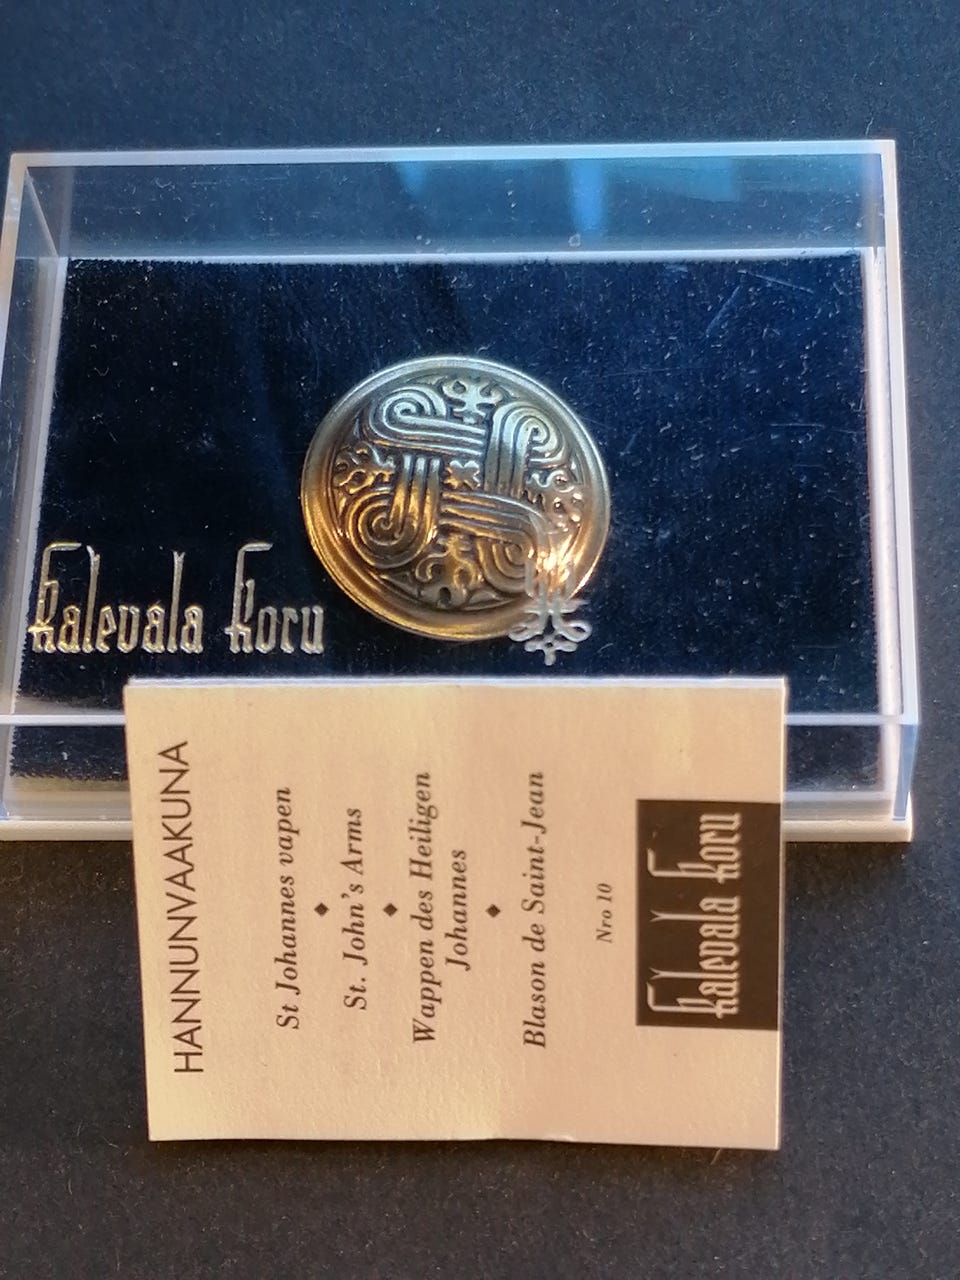 Kalevala Koru
HANNUNVAAKUNA
St Johannes vapen
St. John's Arms
Wappen des Heiligen
Johannes
Blason de Saint-Jean
Nro 10
Kalevala Koru